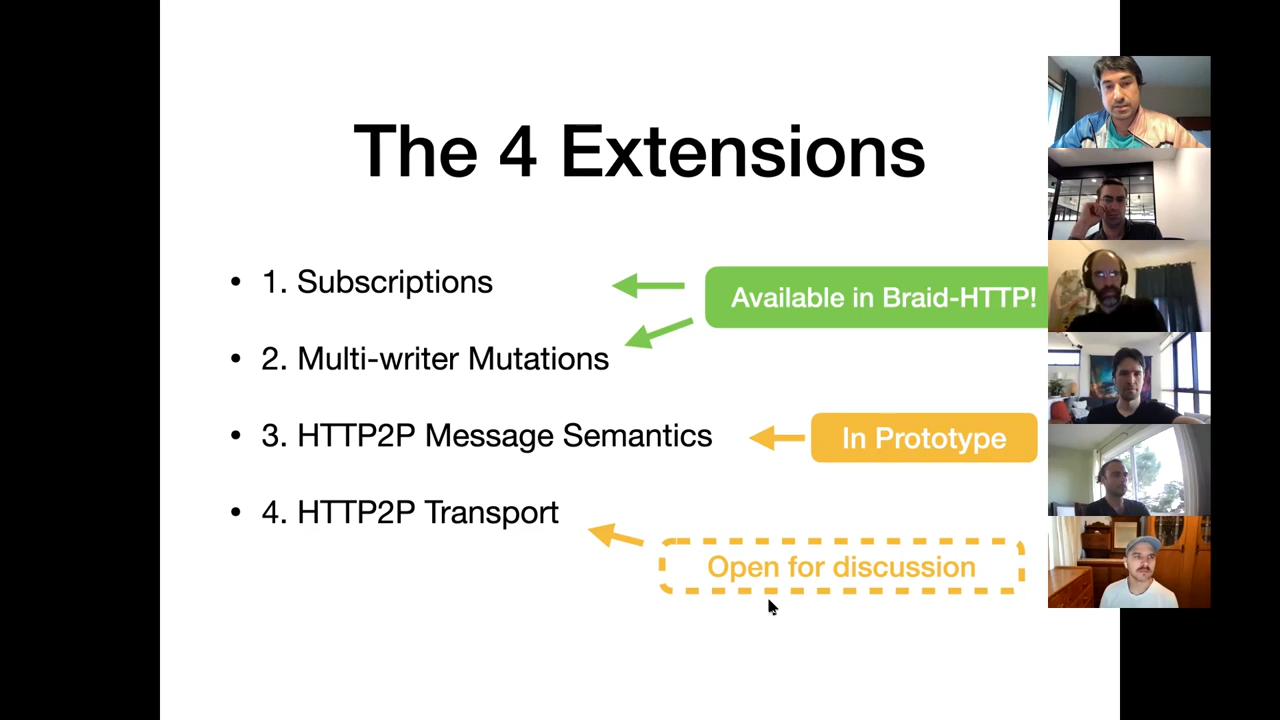 The 4 Extensions
• 1. Subscriptions
Available in Braid-HTTP!
• 2. Multi-writer Mutations
• 3. HTTP2P Message Semantics
In Prototype
• 4. HTTP2P Transport
Open for discussion